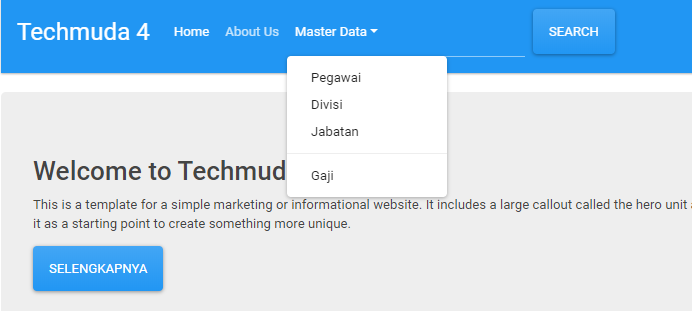 Techmuda 4
Home
About Us
Master Data
SEARCH
Pegawai
Divisi
Jabatan
Gaji
Welcome to Techmud
This is a template for a simple marketing or informational website. It includes a large callout called the hero unit
it as a starting point to create something more unique.
SELENGKAPNYA